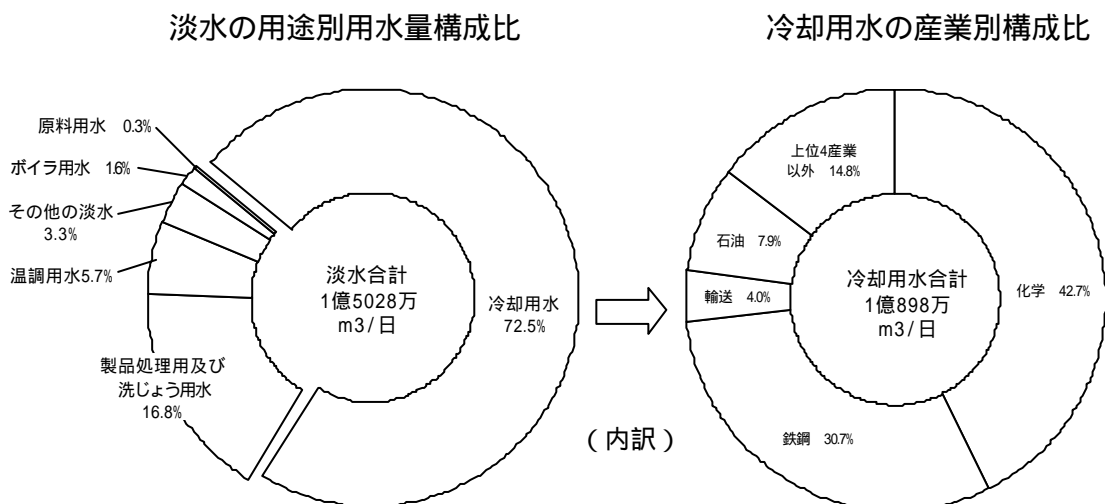 淡水の用途別用水量構成比
冷却用水の産業別構成比
原料用水 0.3%
ボイラ用水 1.6%
その他の淡水
3.3%
温調用水5.7%
製品処理用及び
洗じょう用水
16.8%
淡水合計
1億5028万
m3/日
冷却用水
72.5%
(内訳)
上位4産業
以外 14.8%
石油 7.9%
輸送 4.0%
鉄鋼 30.7%
冷却用水合計
1億898万
m3/日
化学 42.7%